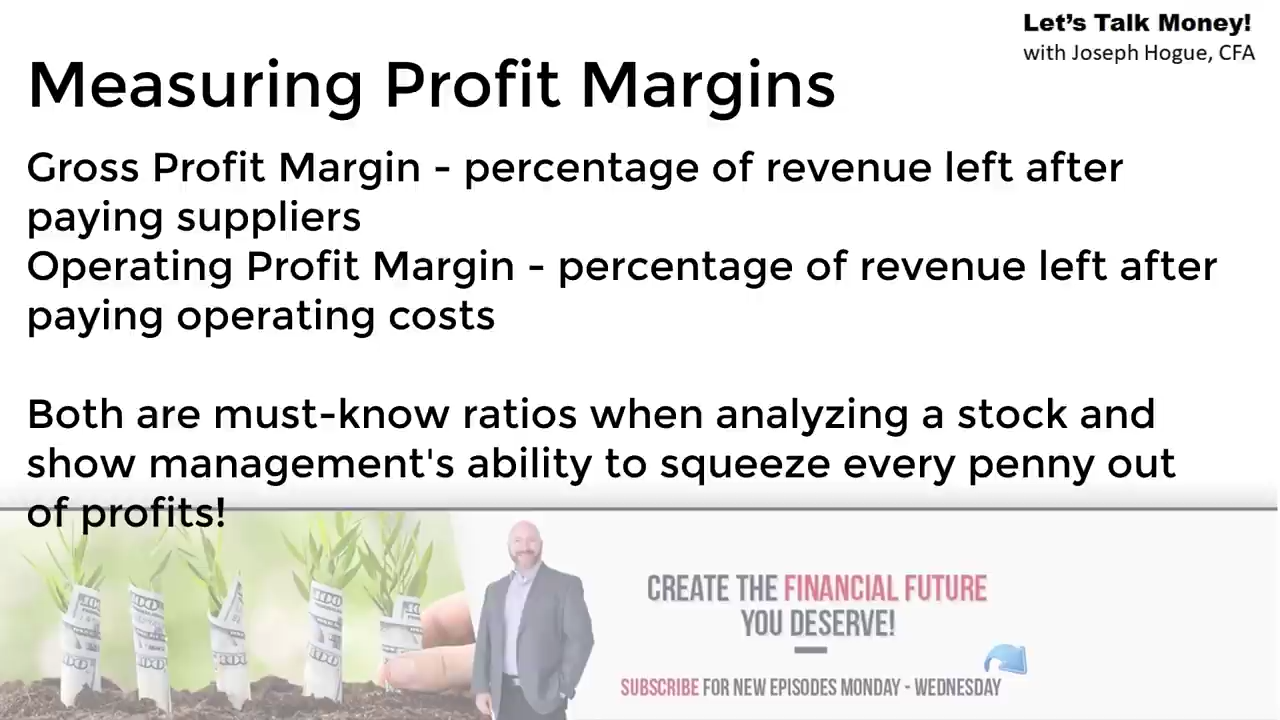 Let's Talk Money!
with Joseph Hogue, CFA
Measuring Profit Margins
Gross Profit Margin - percentage of revenue left after
paying suppliers
Operating Profit Margin - percentage of revenue left after
paying operating costs
Both are must-know ratios when analyzing a stock and
show management's ability to squeeze every penny out
of profits!
CREATE THE FINANCIAL FUTURE
YOU DESERVE!
SUBSCRIBE FOR NEW EPISODES MONDAY - WEDNESDAY